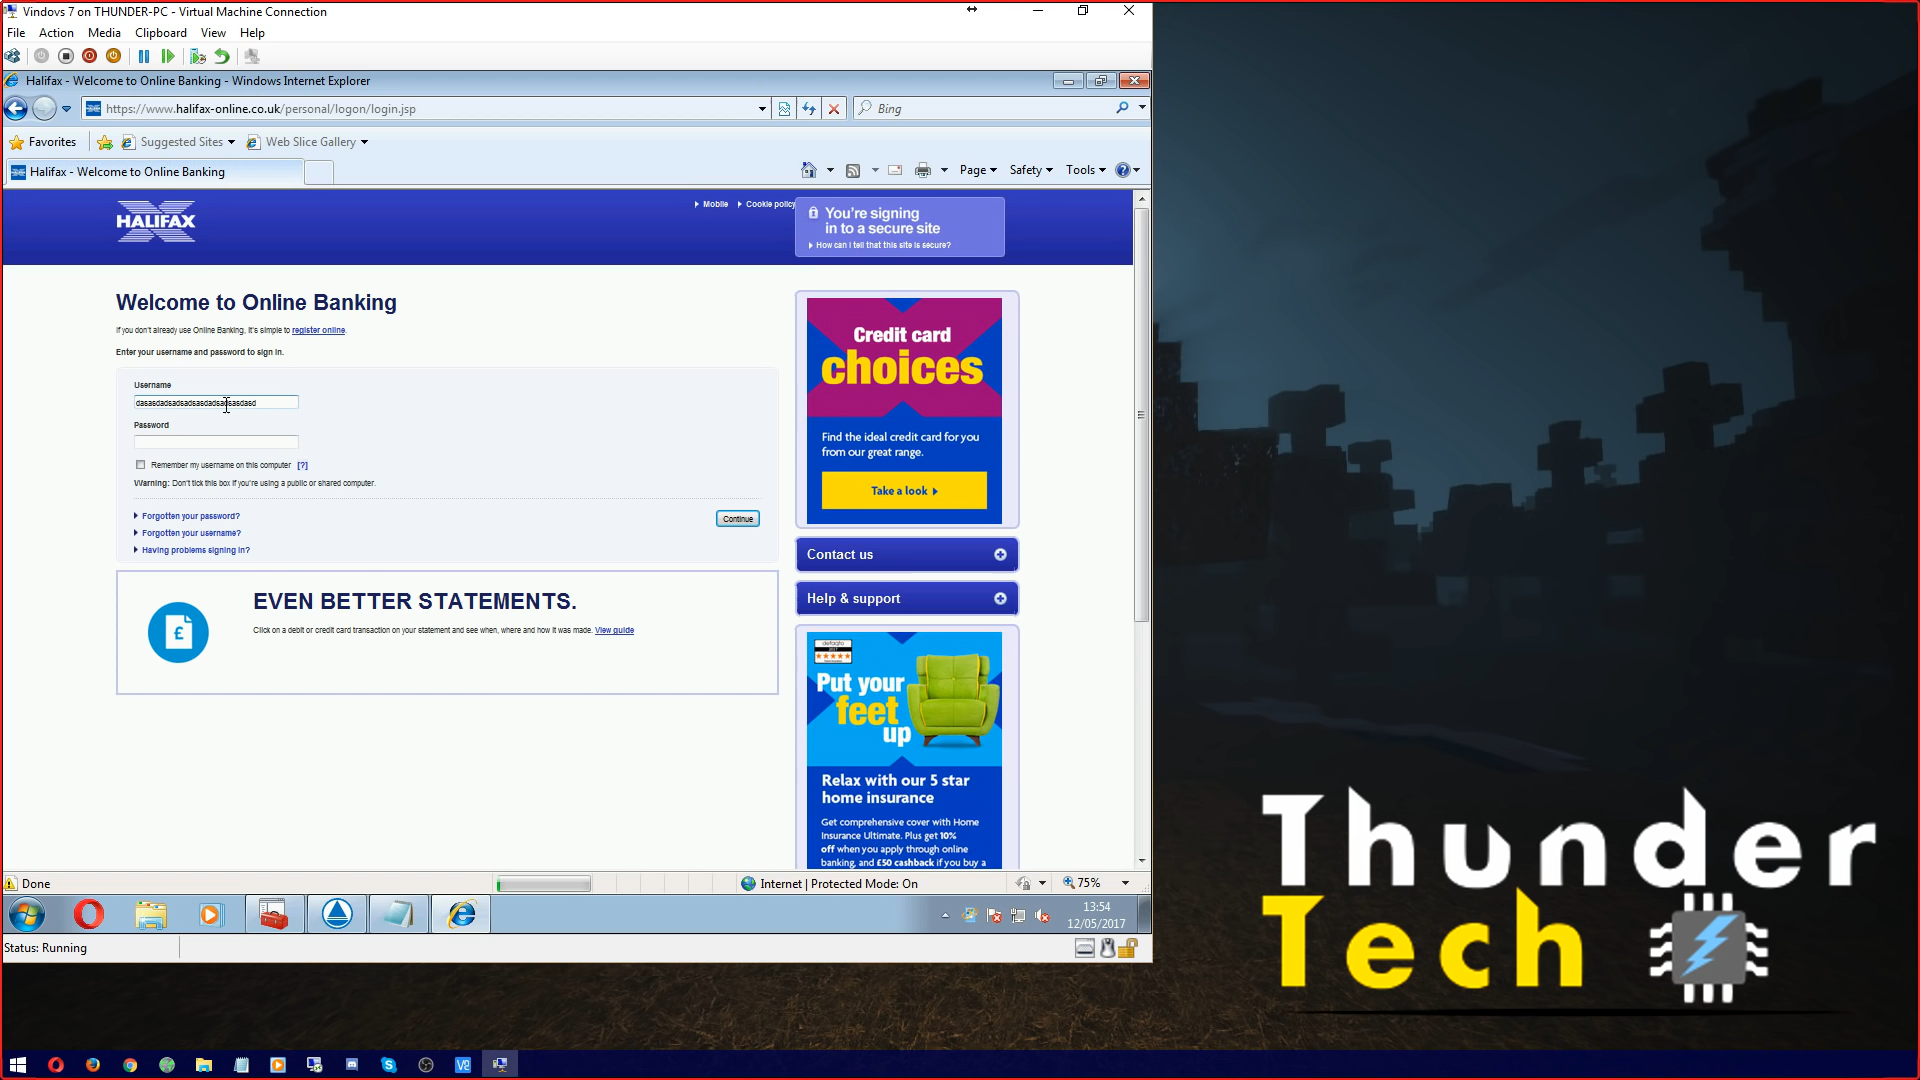 Vindovs 7 on THUNDER-PC - Virtual Machine Connection
File Action Media Clipboard View Help
Halifax - Welcome to Online Banking - Windows Internet Explorer
https://www.halifax-online.co.uk/personal/logon/login.jsp
Bing
Favorites Suggested Sites Web Slice Gallery
Halifax - Welcome to Online Banking
Page Safety Tools
HALIFAX
Mobile Cookie policy
You're signing
in to a secure site
How can I tell that this site is secure?
Welcome to Online Banking
If you don't already use Online Banking, it's simple to register online.
Enter your username and password to sign in.
Username
Password
Remember my username on this computer [?]
Warning: Don't tick this box if you're using a public or shared computer.
Forgotten your password?
Forgotten your username?
Having problems signing in?
Continue
EVEN BETTER STATEMENTS.
£
Click on a debit or credit card transaction on your statement and see when, where and how it was made. View guide
Credit card
choices
Find the ideal credit card for you
from our great range.
Take a look
Contact us
Help & support
defaqto
2017
Put your
feet
up
Relax with our 5 star
home insurance
Get comprehensive cover with Home
Insurance Ultimate. Plus get 10%
off when you apply through online
banking, and £50 cashback if you buy a
Done
Internet | Protected Mode: On
75%
13:54
12/05/2017
Status: Running
Thunder
Tech